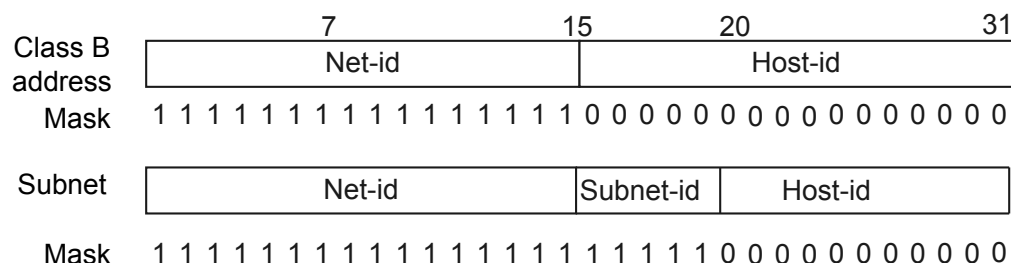 7 15 20 31
Class B address Net-id Host-id
Mask 1 1 1 1 1 1 1 1 1 1 1 1 1 1 1 1 0 0 0 0 0 0 0 0 0 0 0 0 0 0 0 0
Subnet Net-id Subnet-id Host-id
Mask 1 1 1 1 1 1 1 1 1 1 1 1 1 1 1 1 1 1 1 1 1 0 0 0 0 0 0 0 0 0 0 0